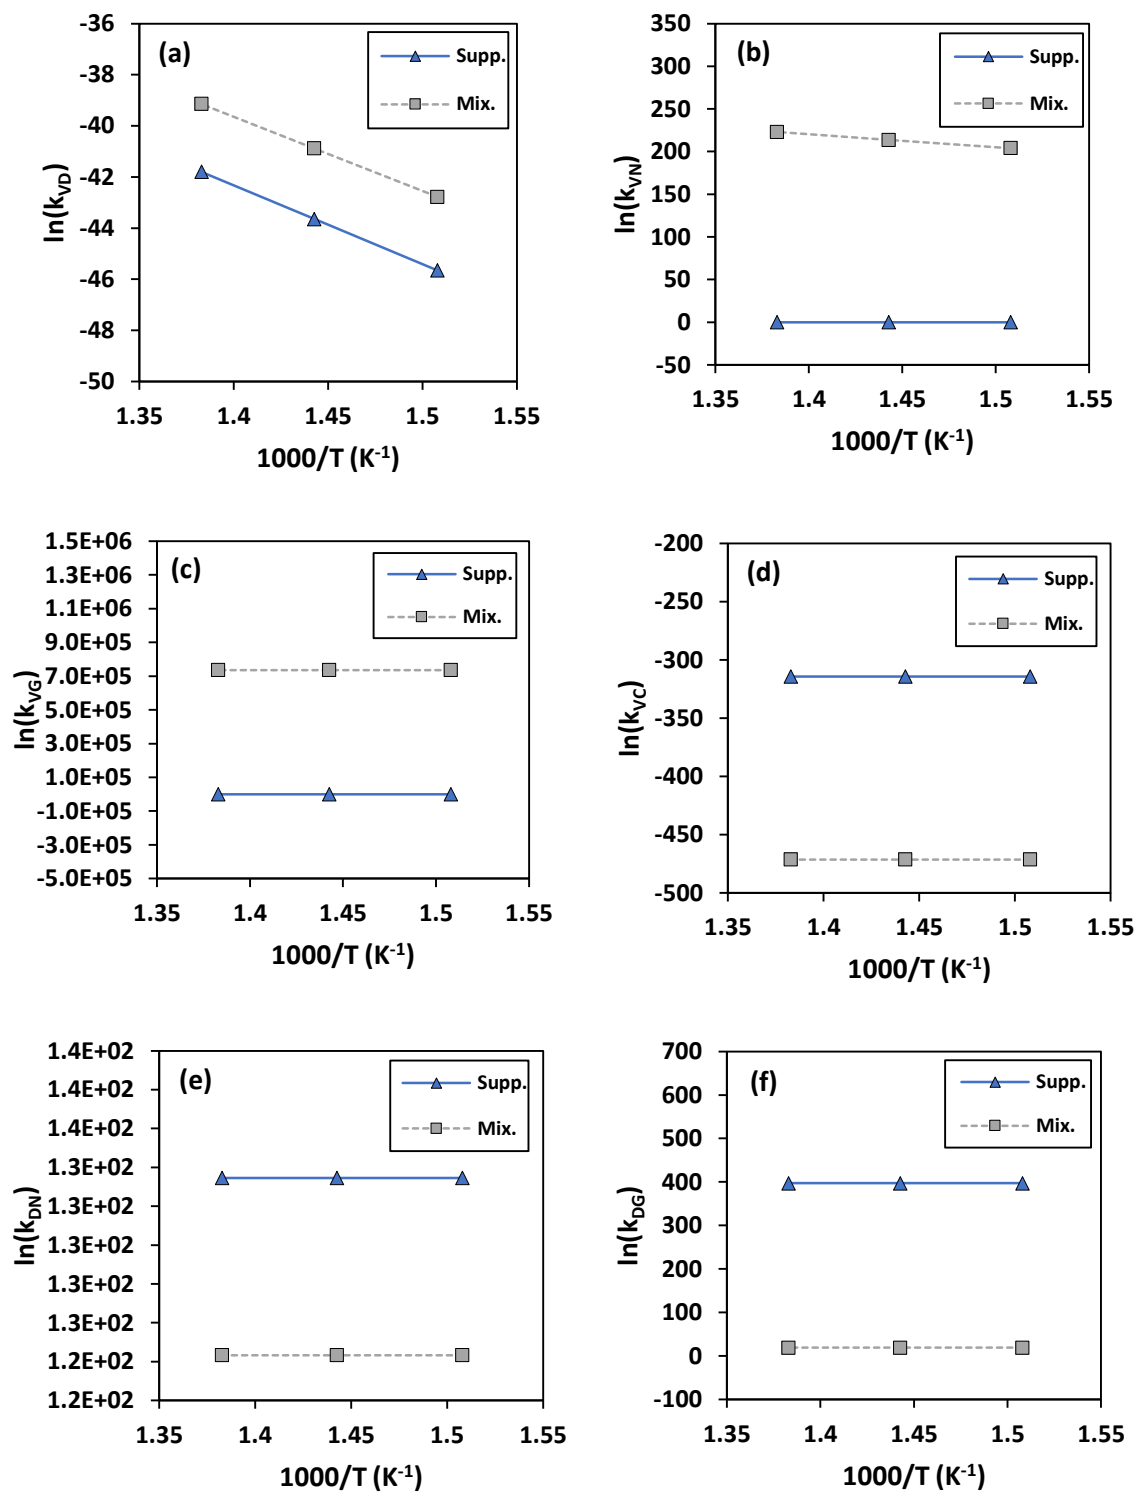 (a)
Supp.
Mix.
-36
-38
-40
-42
-44
-46
-48
-50
ln(kVD)
1.35
1.4
1.45
1.5
1.55
1000/T (K-1)
(b)
Supp.
Mix.
350
300
250
200
150
100
50
0
-50
ln(kVN)
1.35
1.4
1.45
1.5
1.55
1000/T (K-1)
(c)
Supp.
Mix.
1.5E+06
1.3E+06
1.1E+06
9.0E+05
7.0E+05
5.0E+05
3.0E+05
1.0E+05
-1.0E+05
-3.0E+05
-5.0E+05
ln(kVG)
1.35
1.4
1.45
1.5
1.55
1000/T (K-1)
(d)
Supp.
Mix.
-200
-300
-350
-400
-450
-500
ln(kVC)
1.35
1.4
1.45
1.5
1.55
1000/T (K-1)
(e)
Supp.
Mix.
1.4E+02
1.4E+02
1.4E+02
1.3E+02
1.3E+02
1.3E+02
1.3E+02
1.3E+02
1.2E+02
1.2E+02
ln(kDN)
1.35
1.4
1.45
1.5
1.55
1000/T (K-1)
(f)
Supp.
Mix.
700
600
500
400
300
200
100
0
-100
ln(kDG)
1.35
1.4
1.45
1.5
1.55
1000/T (K-1)